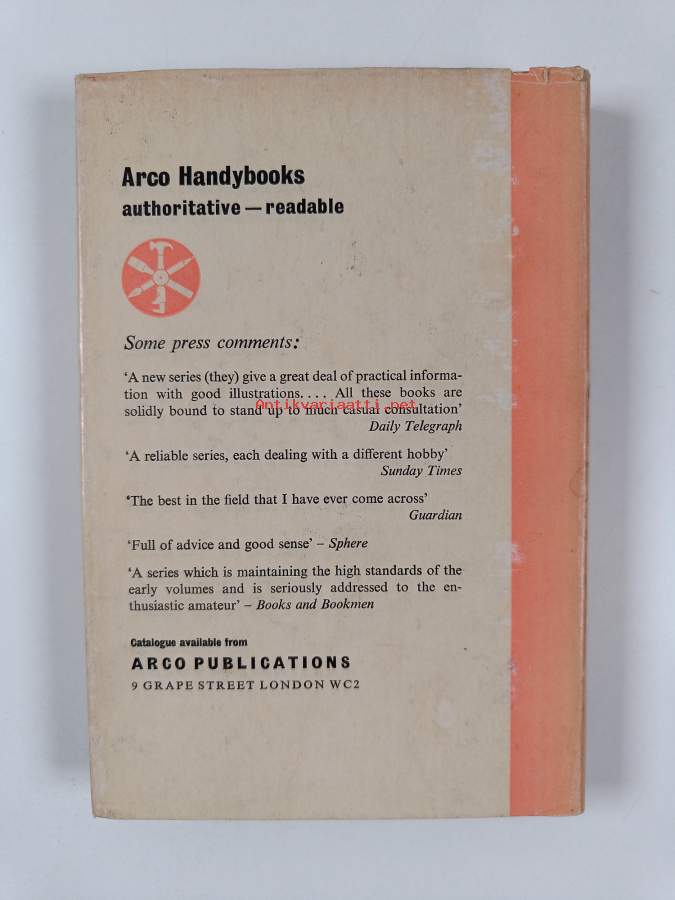 Arco Handybooks
authoritative — readable
Some press comments:
‘A new series (they) give a great deal of practical informa-
tion with good illustrations.... All these books are
solidly bound to stand up to much casual consultation’
Antikvariaatti.net
Daily Telegraph
‘A reliable series, each dealing with a different hobby’
Sunday Times
‘The best in the field that I have ever come across’
Guardian
‘Full of advice and good sense’ – Sphere
‘A series which is maintaining the high standards of the
early volumes and is seriously addressed to the en-
thusiastic amateur’ – Books and Bookmen
Catalogue available from
ARCO PUBLICATIONS
9 GRAPE STREET LONDON WC2